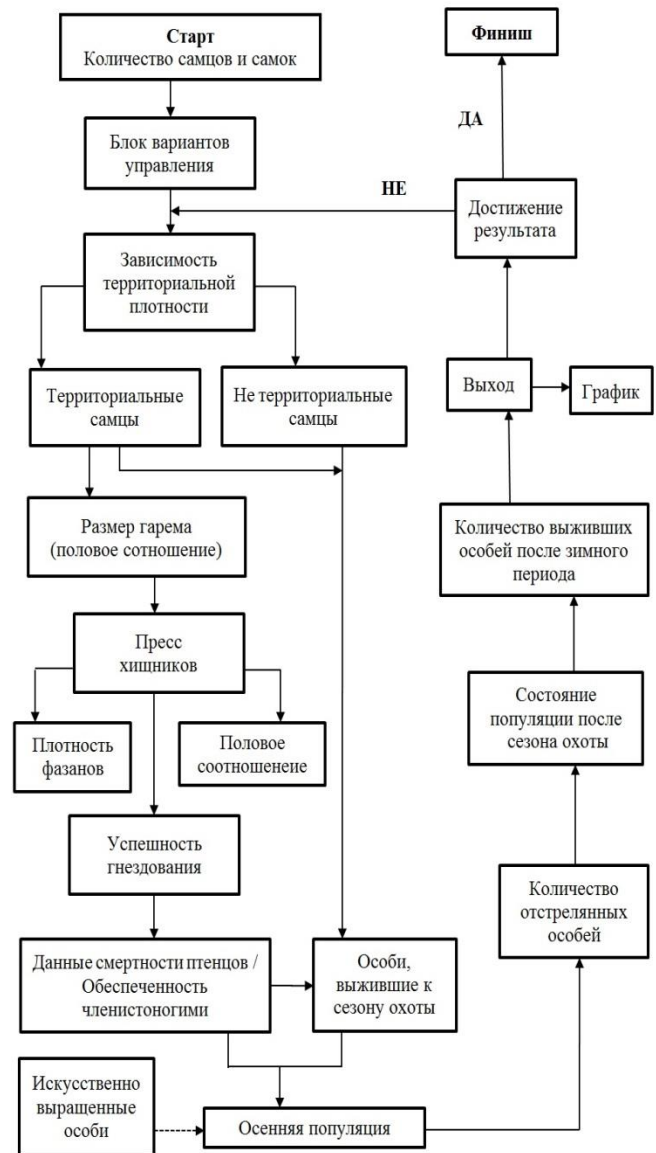 Старт
Количество самцов и самок
Блок вариантов
управления
Зависимость
территориальной
плотности
Территориальные
самцы
Не территориальные
самцы
Размер гарема
(половое сотношение)
Пресс
хищников
Плотность
фазанов
Половое
соотношенеие
Успешность
гнездования
Данные смертности птенцов /
Обеспеченность
членистоногими
Особи,
выжившие к
сезону охоты
Искусственно
выращенные
особи
Осенняя популяция
Количество
отстрелянных
особей
Состояние
популяции после
сезона охоты
Количество выживших
особей после зимного
периода
Выход
График
Достижение
результата
НЕ
ДА
Финиш